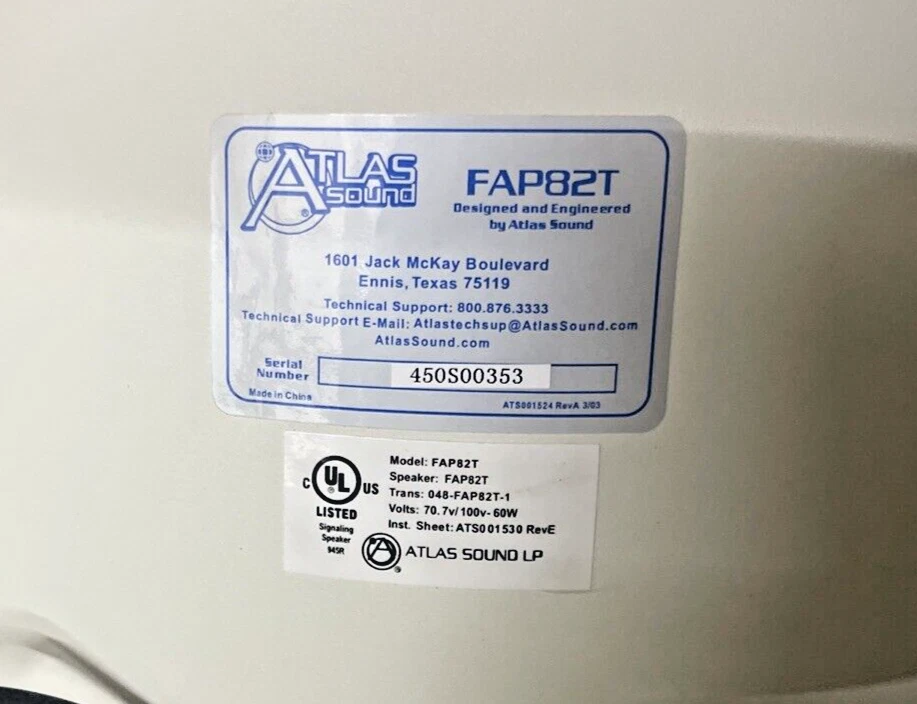 ATLAS
sound
®
FAP82T
Designed and Engineered
by Atlas Sound
1601 Jack McKay Boulevard
Ennis, Texas 75119
Technical Support: 800.876.3333
Technical Support E-Mail: Atlastechsup@AtlasSound.com
AtlasSound.com
Serial
Number
450S00353
Made in China
ATS001524 RevA 3/03
C UL US
®
LISTED
Signaling
Speaker
945R
Model: FAP82T
Speaker: FAP82T
Trans: 048-FAP82T-1
Volts: 70.7v/100v-60W
Inst. Sheet: ATS001530 RevE
A ATLAS SOUND LP
®